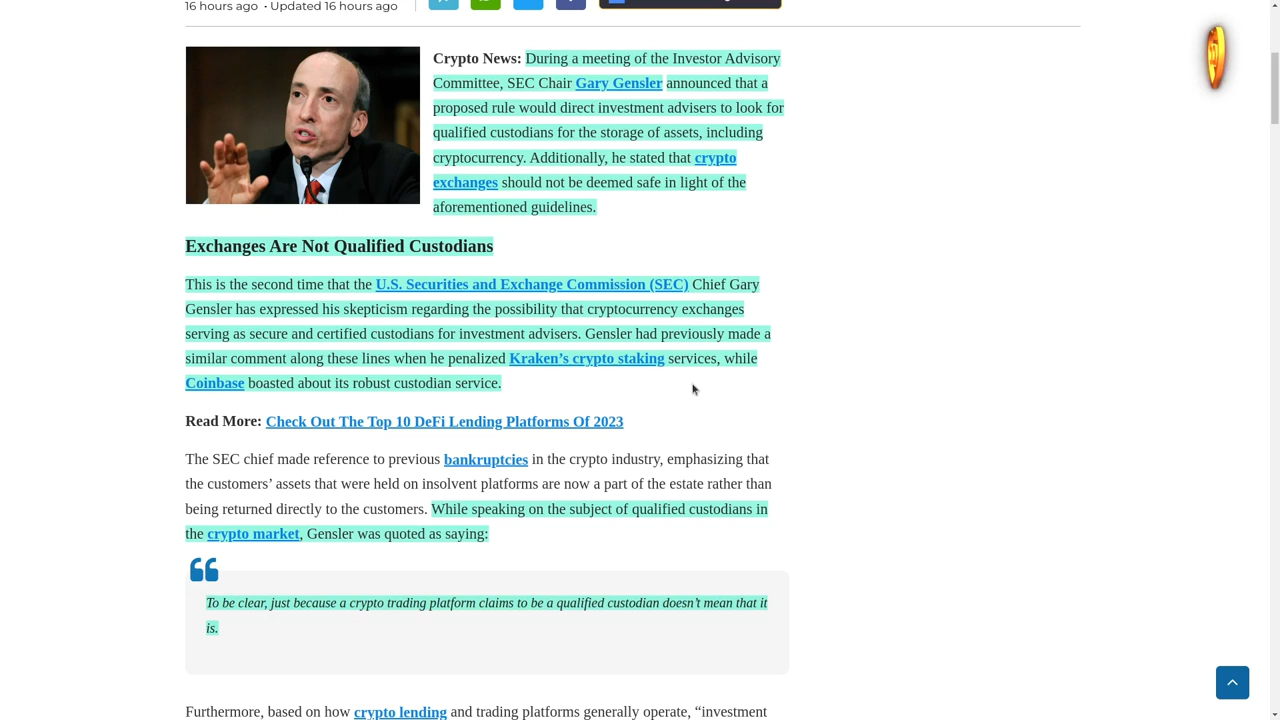 16 hours ago • Updated 16 hours ago
Crypto News: During a meeting of the Investor Advisory
Committee, SEC Chair Gary Gensler announced that a
proposed rule would direct investment advisers to look for
qualified custodians for the storage of assets, including
cryptocurrency. Additionally, he stated that crypto
exchanges should not be deemed safe in light of the
aforementioned guidelines.
Exchanges Are Not Qualified Custodians
This is the second time that the U.S. Securities and Exchange Commission (SEC) Chief Gary
Gensler has expressed his skepticism regarding the possibility that cryptocurrency exchanges
serving as secure and certified custodians for investment advisers. Gensler had previously made a
similar comment along these lines when he penalized Kraken’s crypto staking services, while
Coinbase boasted about its robust custodian service.
Read More: Check Out The Top 10 DeFi Lending Platforms Of 2023
The SEC chief made reference to previous bankruptcies in the crypto industry, emphasizing that
the customers’ assets that were held on insolvent platforms are now a part of the estate rather than
being returned directly to the customers. While speaking on the subject of qualified custodians in
the crypto market, Gensler was quoted as saying:
To be clear, just because a crypto trading platform claims to be a qualified custodian doesn’t mean that it
is.
Furthermore, based on how crypto lending and trading platforms generally operate, “investment